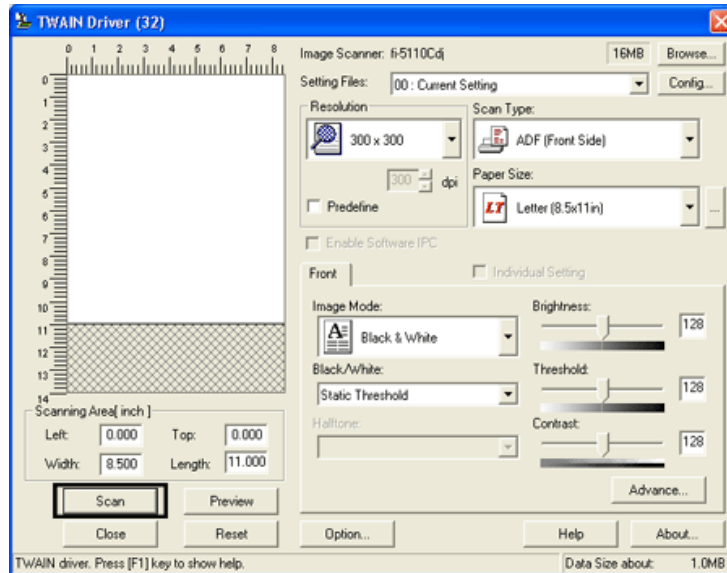 TWAIN Driver (32)
0 1 2 3 4 5 6 7 8
0
1
2
3
4
5
6
7
8
9
10
11
12
13
14
Image Scanner: fi-5110Cdj
16MB
Browse...
Setting Files:
00 : Current Setting
Config...
Resolution
300 x 300
300
dpi
Predefine
Scan Type:
ADF (Front Side)
Paper Size:
LT
Letter (8.5x11in)
...
Enable Software IPC
Front
Individual Setting
Image Mode:
A
Black & White
Black/White:
Static Threshold
Halftone:
Brightness:
128
Threshold:
128
Contrast:
128
Advance...
Scanning Area[ inch ]
Left: 0.000 Top: 0.000
Width: 8.500 Length: 11.000
Scan
Preview
Close
Reset
Option...
Help
About...
TWAIN driver. Press [F1] key to show help.
Data Size about: 1.0MB